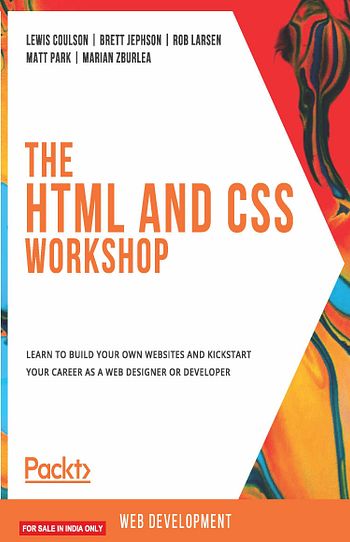 LEWIS COULSON | BRETT JEPHSON | ROB LARSEN
MATT PARK | MARIAN ZBURLEA
THE
HTML AND CSS
WORKSHOP
LEARN TO BUILD YOUR OWN WEBSITES AND KICKSTART
YOUR CAREER AS A WEB DESIGNER OR DEVELOPER
Packt>
FOR SALE IN INDIA ONLY
WEB DEVELOPMENT